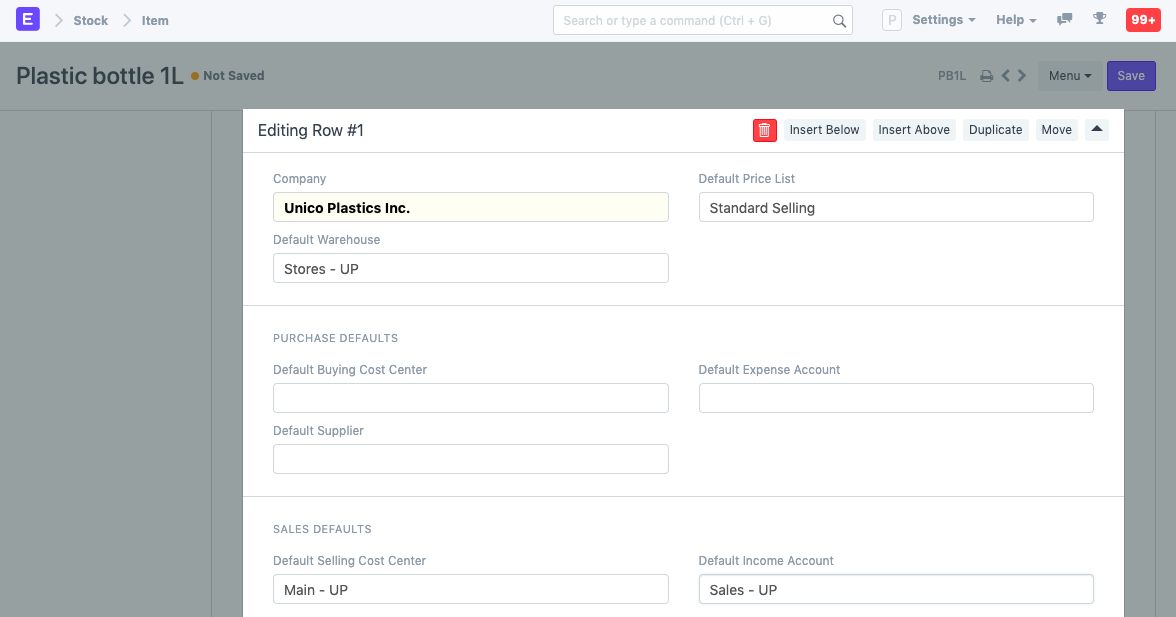 E Stock Item Search or type a command (Ctrl + G) P Settings Help 99+
Plastic bottle 1L Not Saved PB1L Menu Save
Editing Row #1 Insert Below Insert Above Duplicate Move
Company Default Price List
Unico Plastics Inc. Standard Selling
Default Warehouse
Stores - UP
PURCHASE DEFAULTS
Default Buying Cost Center Default Expense Account
Default Supplier
SALES DEFAULTS
Default Selling Cost Center Default Income Account
Main - UP Sales - UP